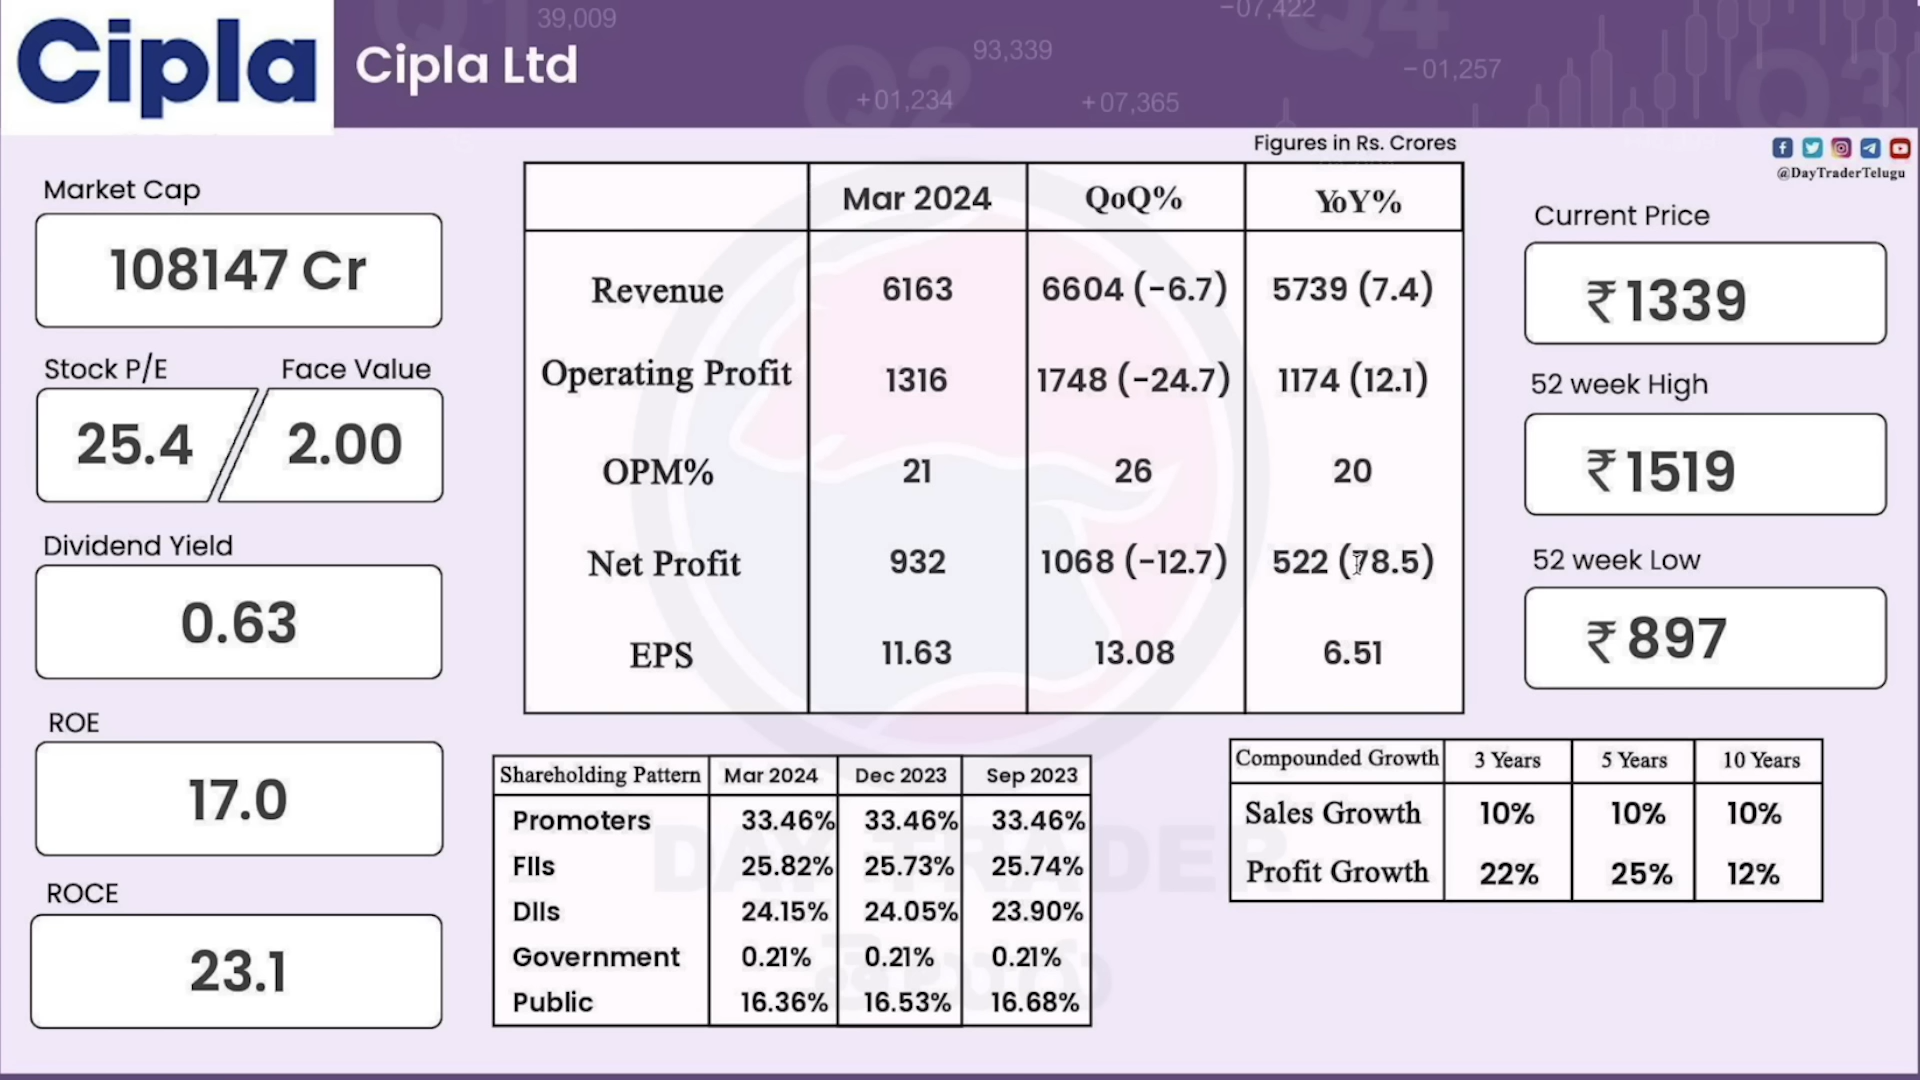 Cipla
Cipla Ltd
39,009
Q1
Q2
93,339
+01,234
+07,365
-07,422
Q4
-01,257
Q3
Figures in Rs. Crores
@DayTraderTelugu
Market Cap
108147 Cr
Stock P/E Face Value
25.4 2.00
Dividend Yield
0.63
ROE
17.0
ROCE
23.1
Mar 2024 QoQ% YoY%
Revenue 6163 6604 (-6.7) 5739 (7.4)
Operating Profit 1316 1748 (-24.7) 1174 (12.1)
OPM% 21 26 20
Net Profit 932 1068 (-12.7) 522 (78.5)
EPS 11.63 13.08 6.51
Current Price
₹1339
52 week High
₹1519
52 week Low
₹897
Shareholding Pattern Mar 2024 Dec 2023 Sep 2023
Promoters 33.46% 33.46% 33.46%
FIIs 25.82% 25.73% 25.74%
DIIs 24.15% 24.05% 23.90%
Government 0.21% 0.21% 0.21%
Public 16.36% 16.53% 16.68%
Compounded Growth 3 Years 5 Years 10 Years
Sales Growth 10% 10% 10%
Profit Growth 22% 25% 12%
DAY TRADER
తెలుగు